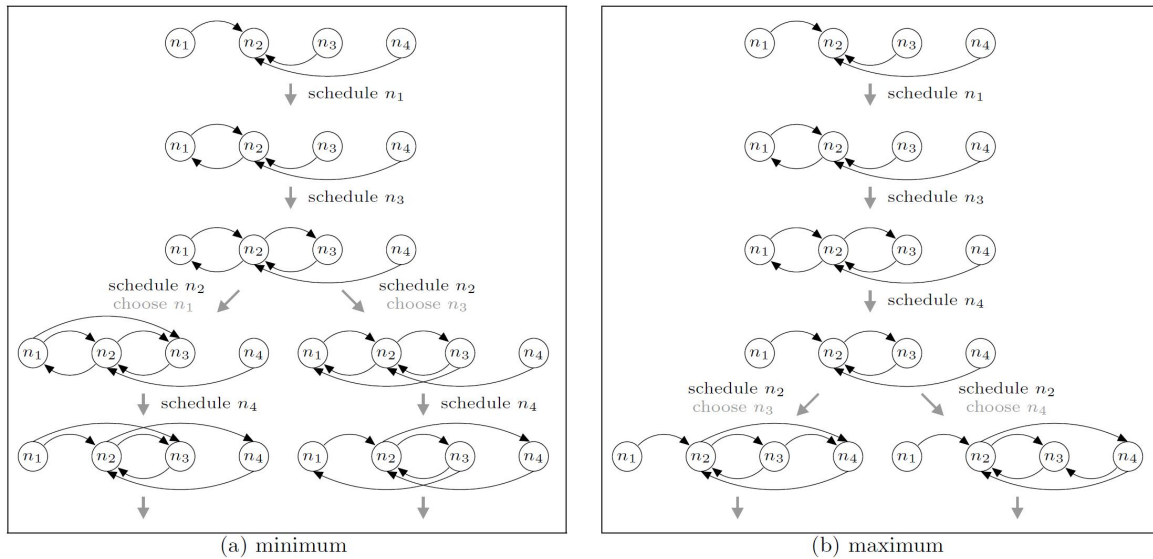 n1 n2 n3 n4
schedule n1
n1 n2 n3 n4
schedule n3
n1 n2 n3 n4
schedule n2
choose n1
schedule n2
choose n3
n1 n2 n3 n4
n1 n2 n3 n4
schedule n4
schedule n4
n1 n2 n3 n4
n1 n2 n3 n4
(a) minimum
n1 n2 n3 n4
schedule n1
n1 n2 n3 n4
schedule n3
n1 n2 n3 n4
schedule n4
n1 n2 n3 n4
schedule n2
choose n3
schedule n2
choose n4
n1 n2 n3 n4
n1 n2 n3 n4
(b) maximum